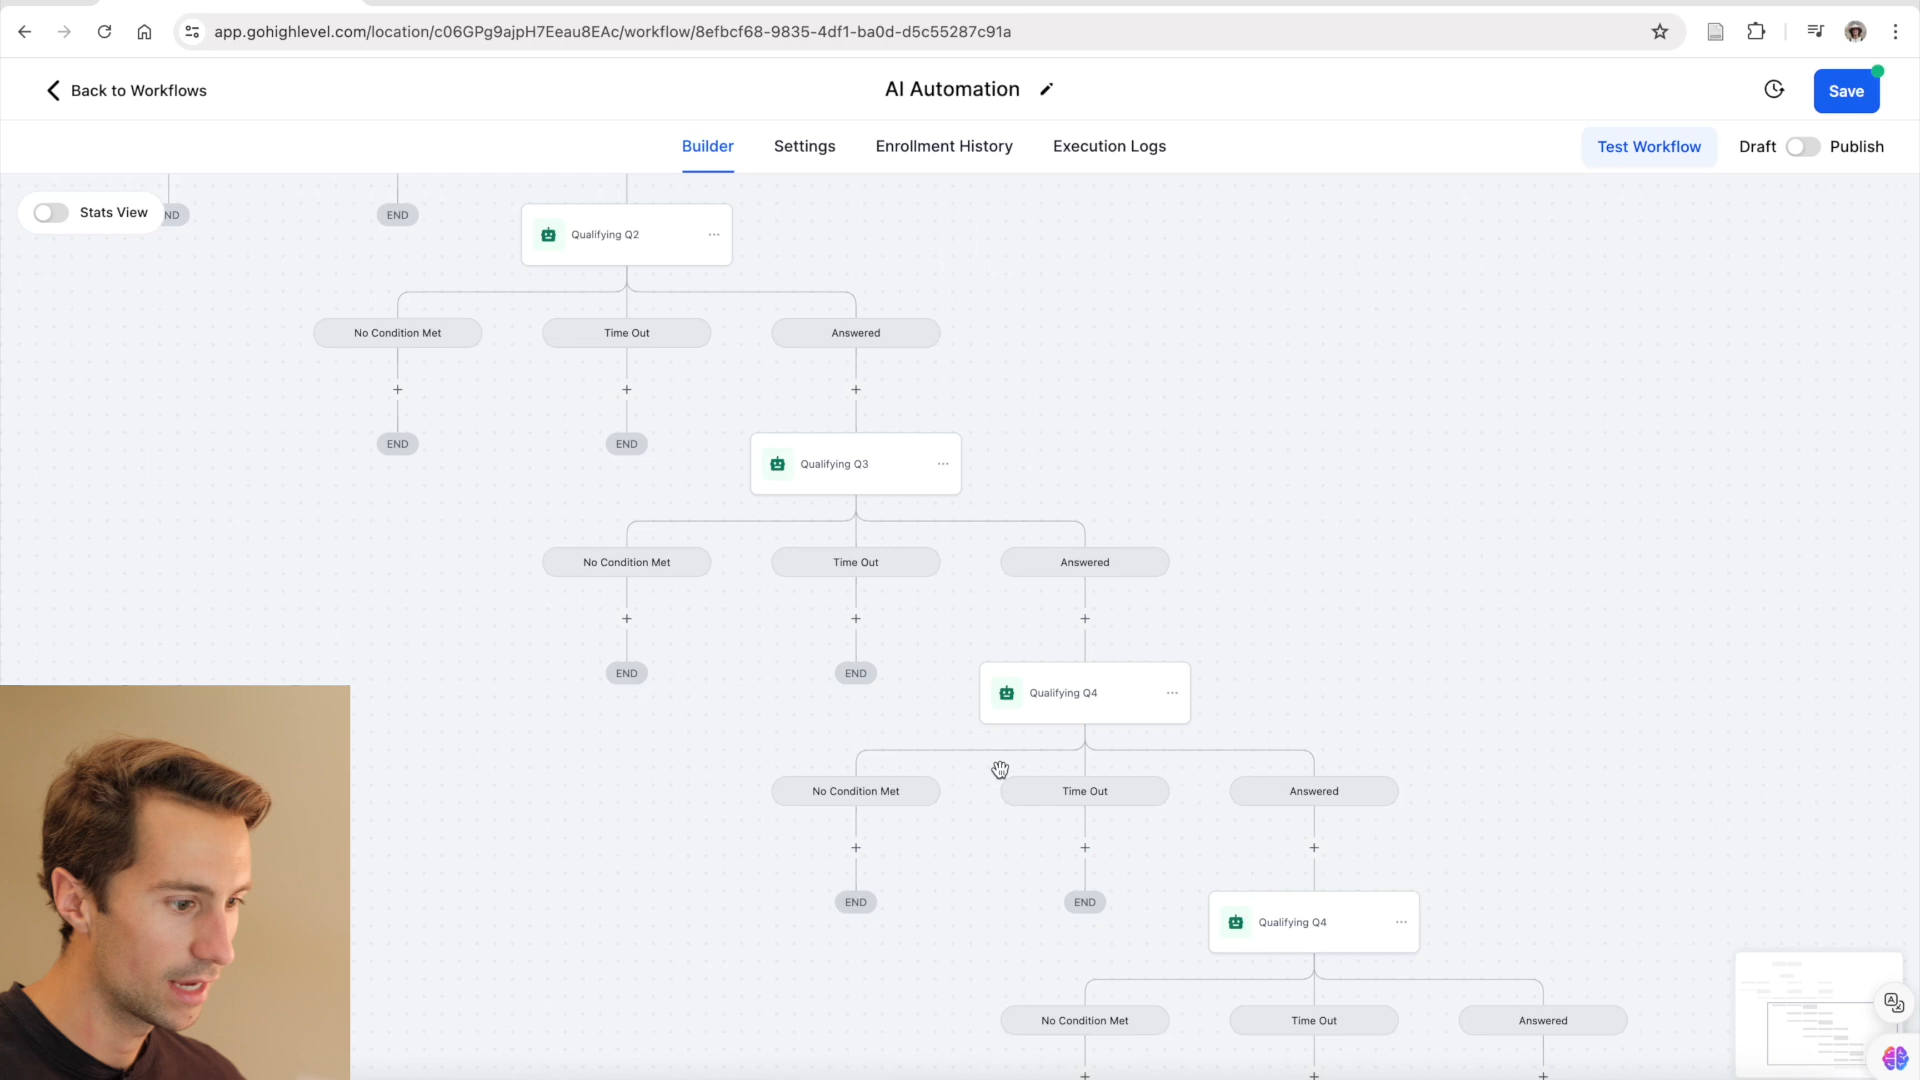 app.gohighlevel.com/location/c06GPg9ajpH7Eeau8EAc/workflow/8efbcf68-9835-4df1-ba0d-d5c55287c91a
Back to Workflows
AI Automation
Save
Builder
Settings
Enrollment History
Execution Logs
Test Workflow
Draft
Publish
Stats View
ND
END
Qualifying Q2
No Condition Met
Time Out
Answered
+
+
+
END
END
Qualifying Q3
No Condition Met
Time Out
Answered
+
+
+
END
END
Qualifying Q4
No Condition Met
Time Out
Answered
+
+
+
END
END
Qualifying Q4
No Condition Met
Time Out
Answered
+
+
+